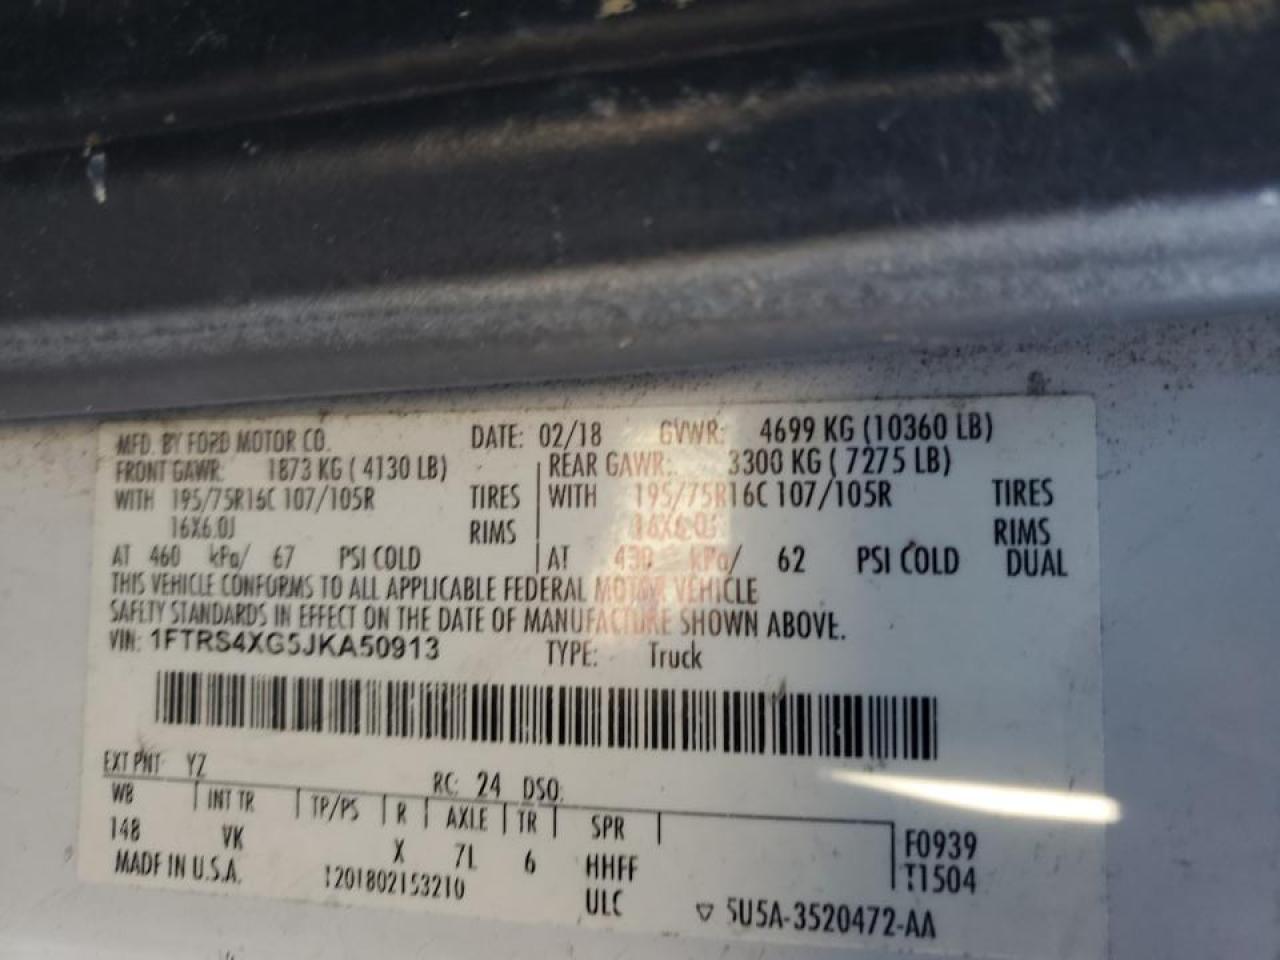 MFD. BY FORD MOTOR CO. DATE: 02/18 GVWR: 4699 KG (10360 LB)
FRONT GAWR: 1873 KG ( 4130 LB) REAR GAWR: 3300 KG ( 7275 LB)
WITH 195/75R16C 107/105R TIRES WITH 195/75R16C 107/105R TIRES
16X6.0J RIMS 16X6.0J RIMS
AT 460 kPa/ 67 PSI COLD AT 430 kPa/ 62 PSI COLD DUAL
THIS VEHICLE CONFORMS TO ALL APPLICABLE FEDERAL MOTOR VEHICLE
SAFETY STANDARDS IN EFFECT ON THE DATE OF MANUFACTURE SHOWN ABOVE.
VIN: 1FTRS4XG5JKA50913 TYPE: Truck
EXT PNT: YZ RC: 24 DSO:
WB INT TR TP/PS R AXLE TR SPR F0939
148 VK X 7L 6 HHFF T1504
MADE IN U.S.A. 1201802153210 ULC ▽ 5U5A-3520472-AA